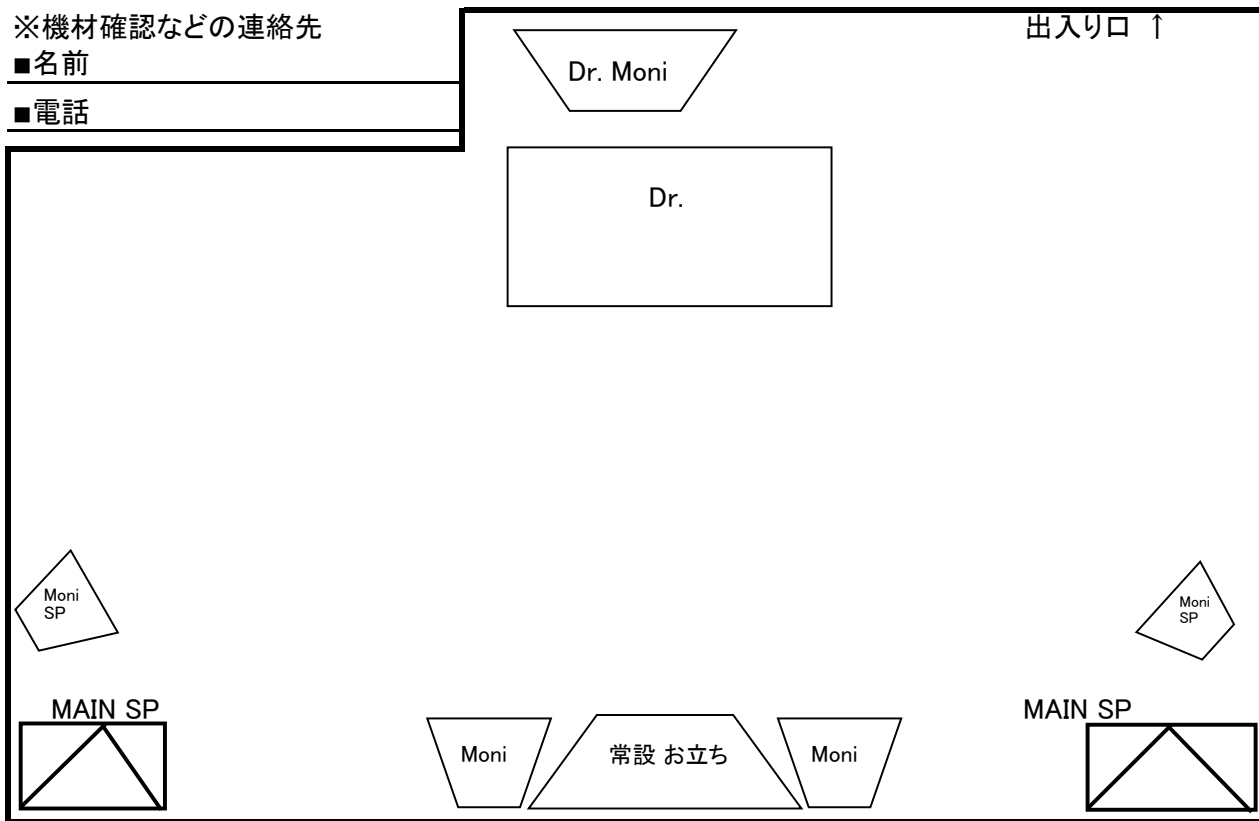 ※機材確認などの連絡先
■名前
■電話
出入り口 ↑
Dr. Moni
Dr.
Moni
SP
Moni
SP
MAIN SP
MAIN SP
Moni
常設 お立ち
Moni